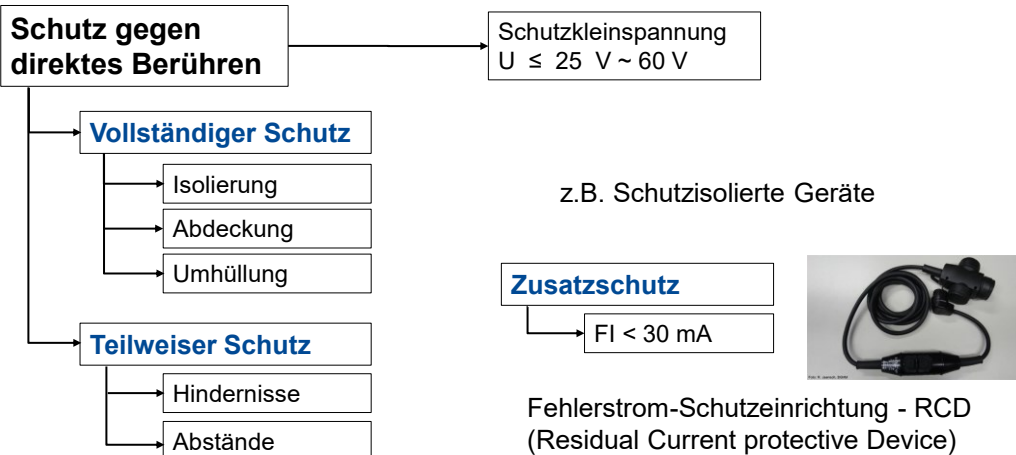 Schutz gegen
direktes Berühren
Schutzkleinspannung
U ≤ 25 V ~ 60 V
Vollständiger Schutz
Isolierung
Abdeckung
Umhüllung
z.B. Schutzisolierte Geräte
Zusatzschutz
FI < 30 mA
Teilweiser Schutz
Hindernisse
Abstände
Fehlerstrom-Schutzeinrichtung - RCD
(Residual Current protective Device)